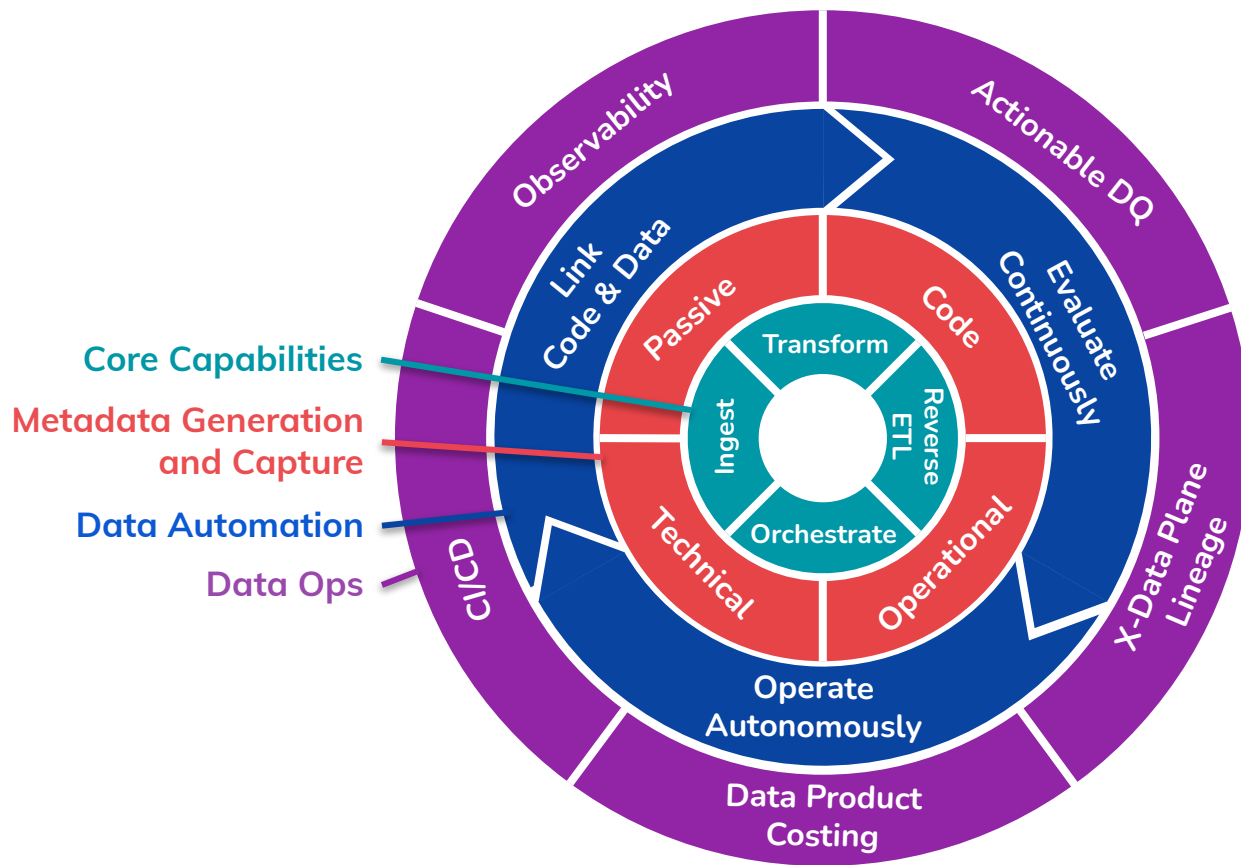 Observability
Actionable DQ
Link
Code & Data
Evaluate
Continuously
Passive
Code
Transform
Core Capabilities
Metadata Generation
and Capture
Ingest
Reverse
ETL
Orchestrate
Data Automation
Data Ops
CI/CD
Technical
Operational
X-Data Plane
Lineage
Operate
Autonomously
Data Product
Costing